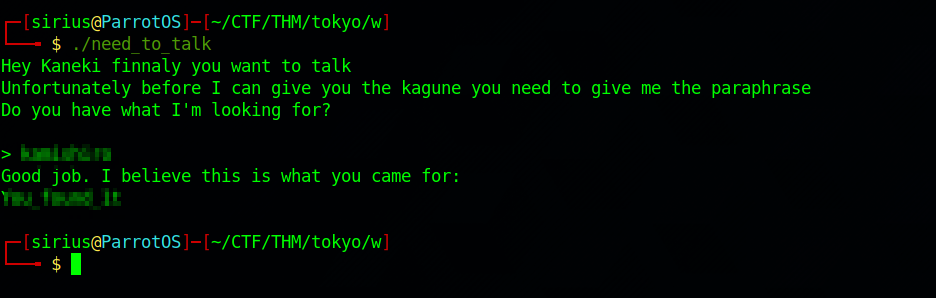 ┌─[sirius@ParrotOS]─[~/CTF/THM/tokyo/w]
└──╼ $ ./need_to_talk
Hey Kaneki finnaly you want to talk
Unfortunately before I can give you the kagune you need to give me the paraphrase
Do you have what I'm looking for?
>
Good job. I believe this is what you came for:
┌─[sirius@ParrotOS]─[~/CTF/THM/tokyo/w]
└──╼ $